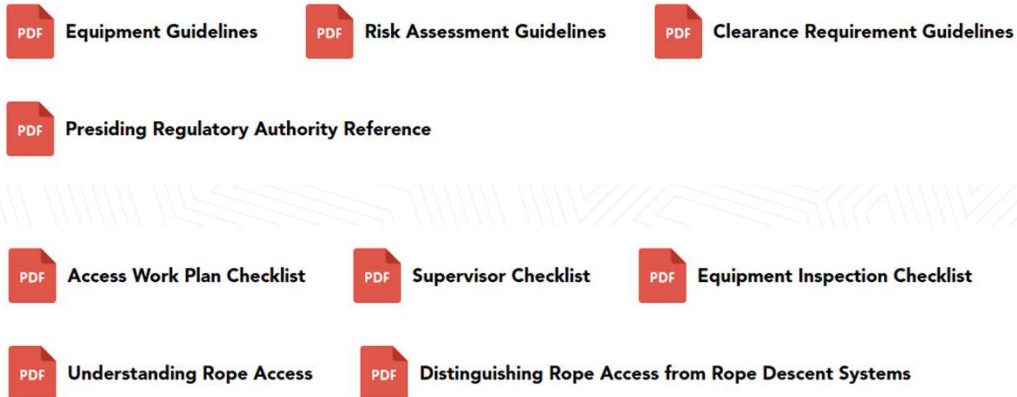 PDF Equipment Guidelines PDF Risk Assessment Guidelines PDF Clearance Requirement Guidelines
PDF Presiding Regulatory Authority Reference
PDF Access Work Plan Checklist PDF Supervisor Checklist PDF Equipment Inspection Checklist
PDF Understanding Rope Access PDF Distinguishing Rope Access from Rope Descent Systems